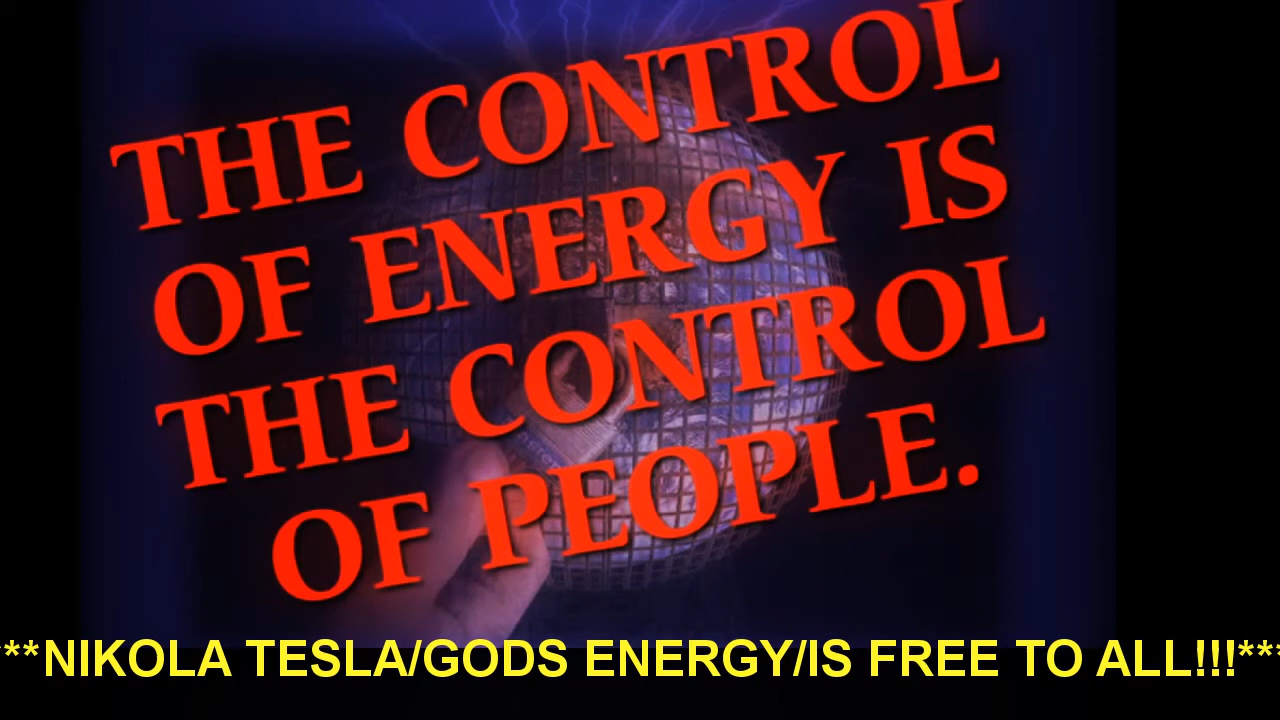 THE CONTROL
OF ENERGY IS
THE CONTROL
OF PEOPLE.
***NIKOLA TESLA/GODS ENERGY/IS FREE TO ALL!!!***